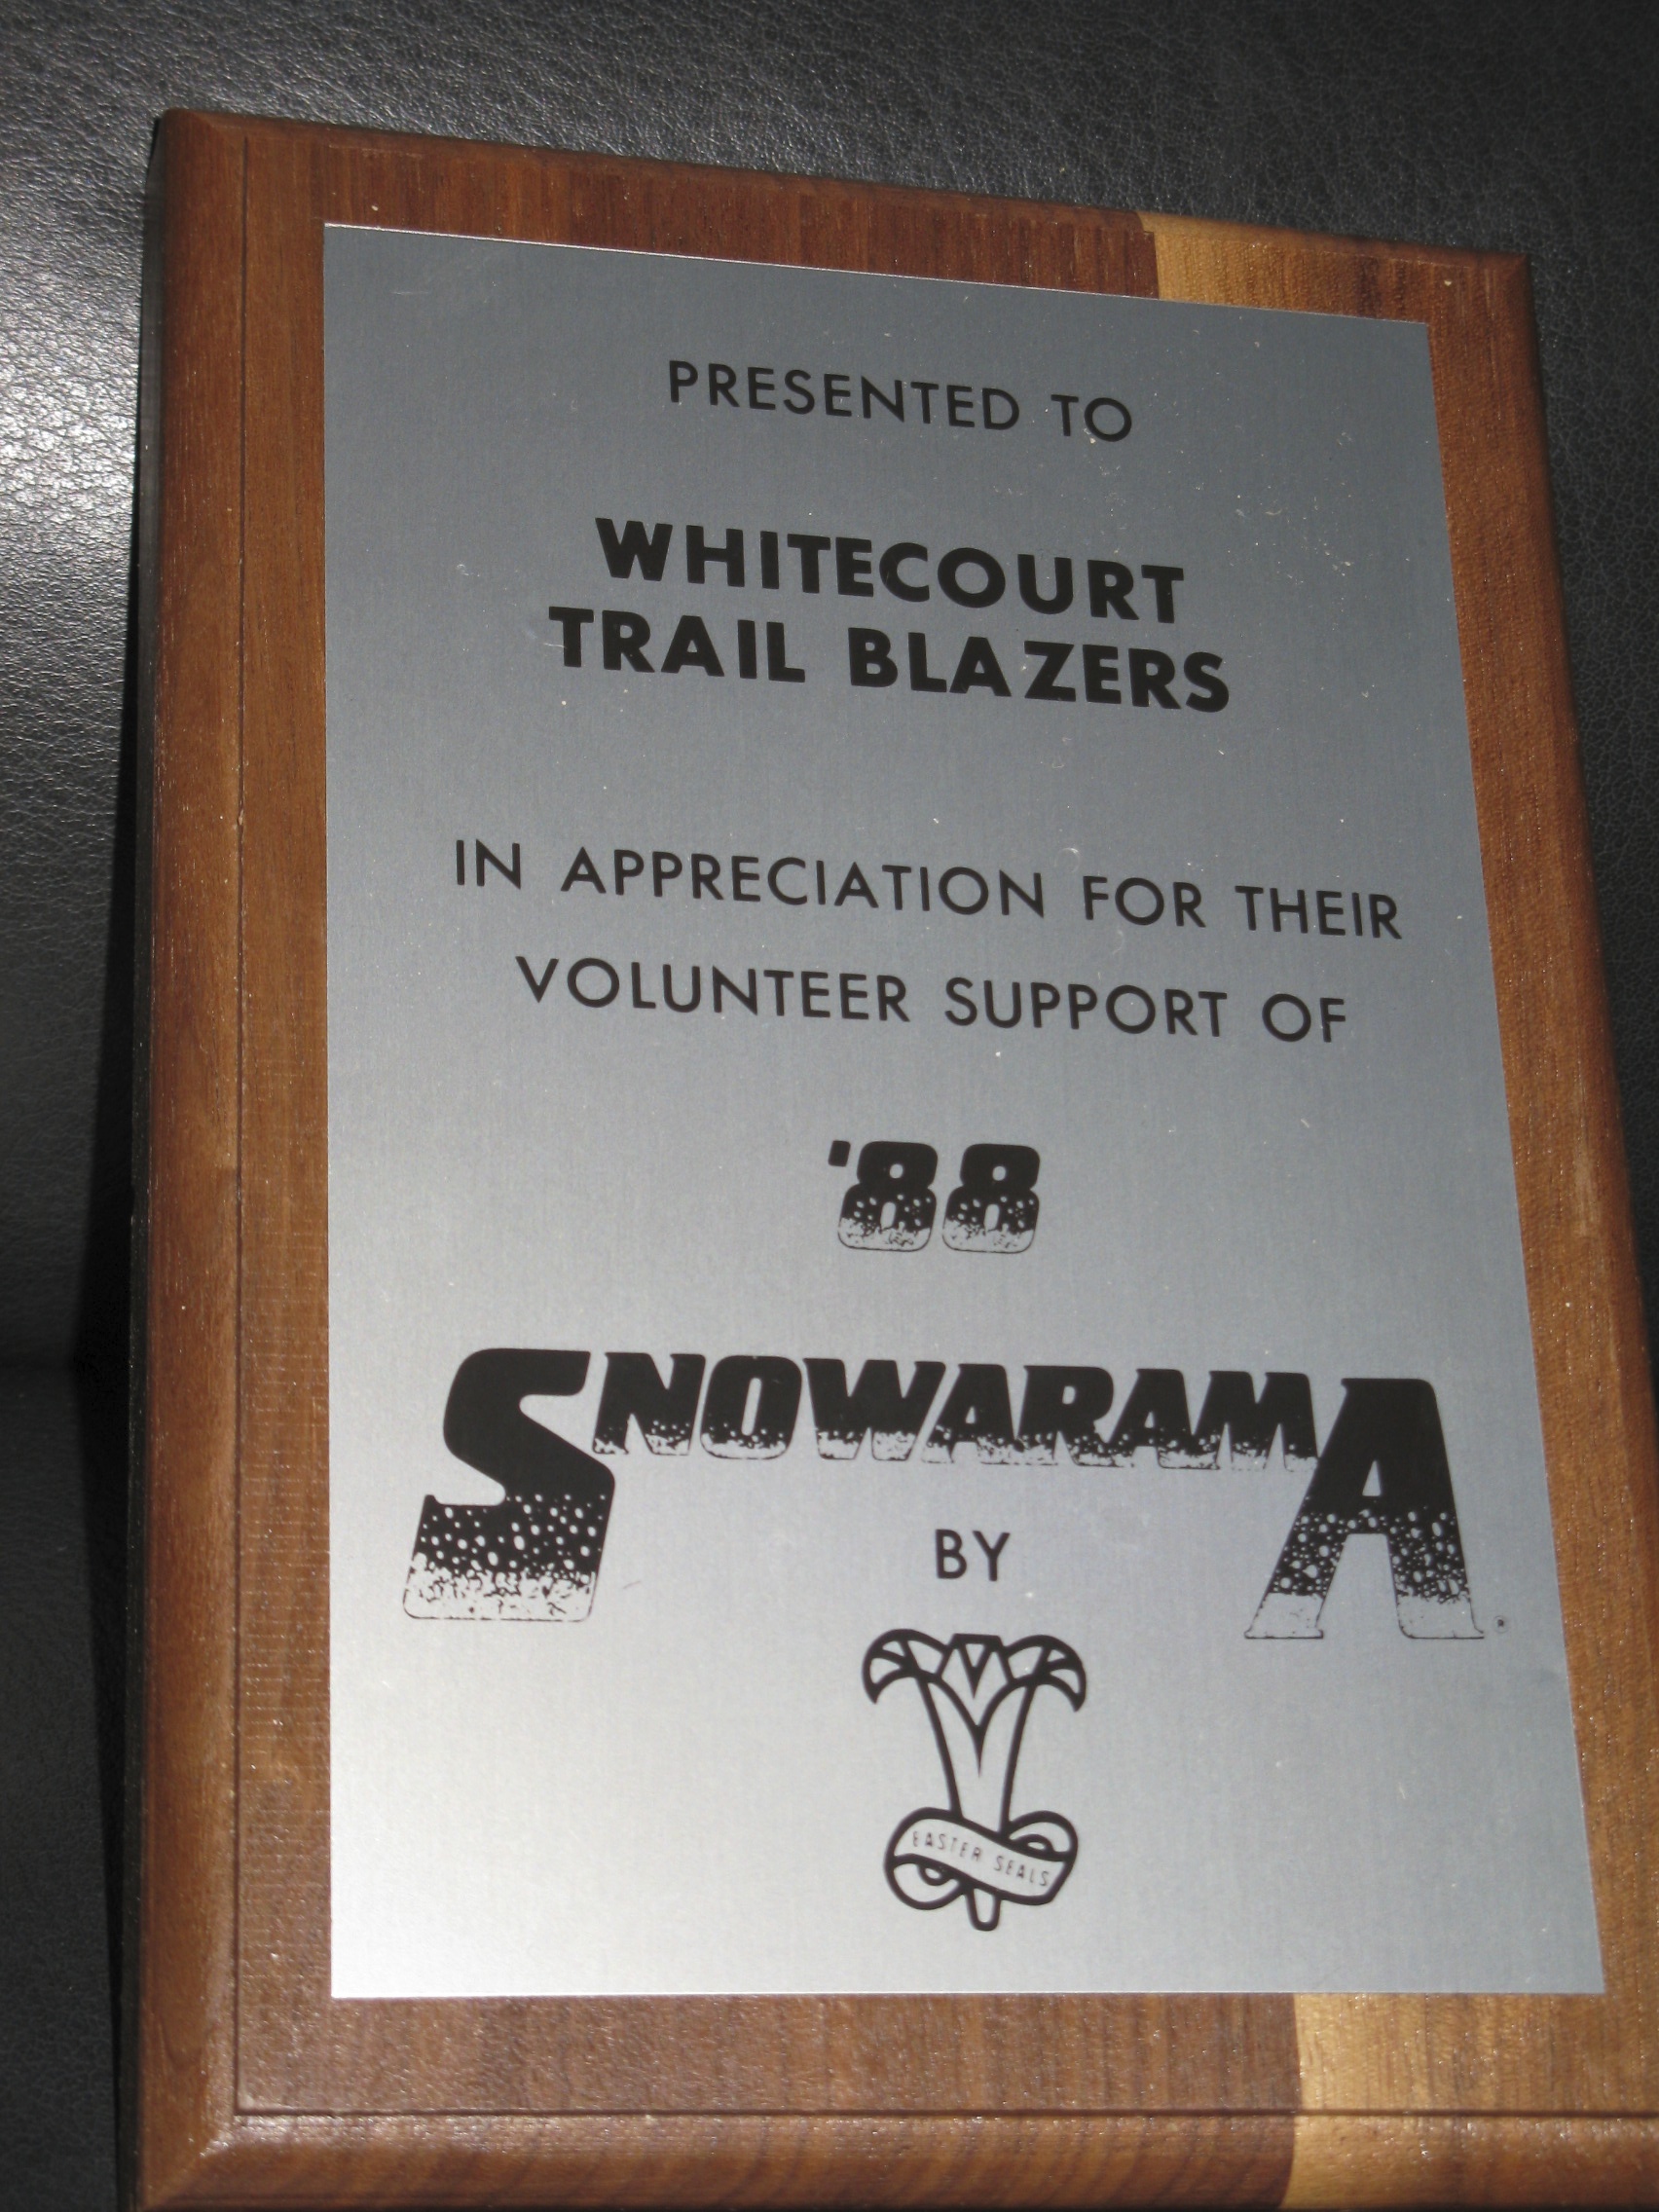 PRESENTED TO
WHITECOURT
TRAIL BLAZERS
IN APPRECIATION FOR THEIR
VOLUNTEER SUPPORT OF
'88
SNOWARAMA®
BY
EASTER SEALS